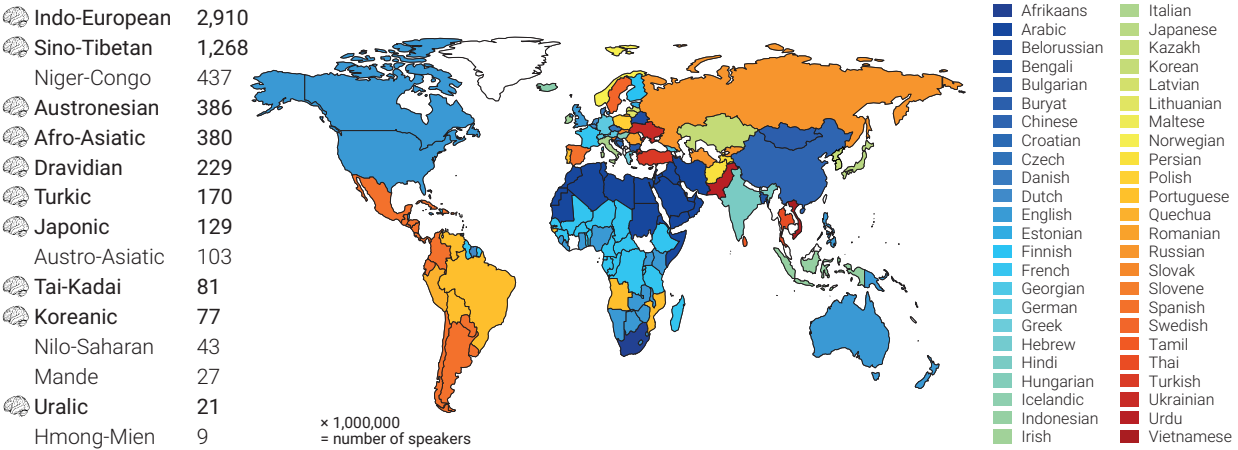 Indo-European 2,910
Sino-Tibetan 1,268
Niger-Congo 437
Austronesian 386
Afro-Asiatic 380
Dravidian 229
Turkic 170
Japonic 129
Austro-Asiatic 103
Tai-Kadai 81
Koreanic 77
Nilo-Saharan 43
Mande 27
Uralic 21
Hmong-Mien 9
× 1,000,000
= number of speakers
Afrikaans
Arabic
Belorussian
Bengali
Bulgarian
Buryat
Chinese
Croatian
Czech
Danish
Dutch
English
Estonian
Finnish
French
Georgian
German
Greek
Hebrew
Hindi
Hungarian
Icelandic
Indonesian
Irish
Italian
Japanese
Kazakh
Korean
Latvian
Lithuanian
Maltese
Norwegian
Persian
Polish
Portuguese
Quechua
Romanian
Russian
Slovak
Slovene
Spanish
Swedish
Tamil
Thai
Turkish
Ukrainian
Urdu
Vietnamese